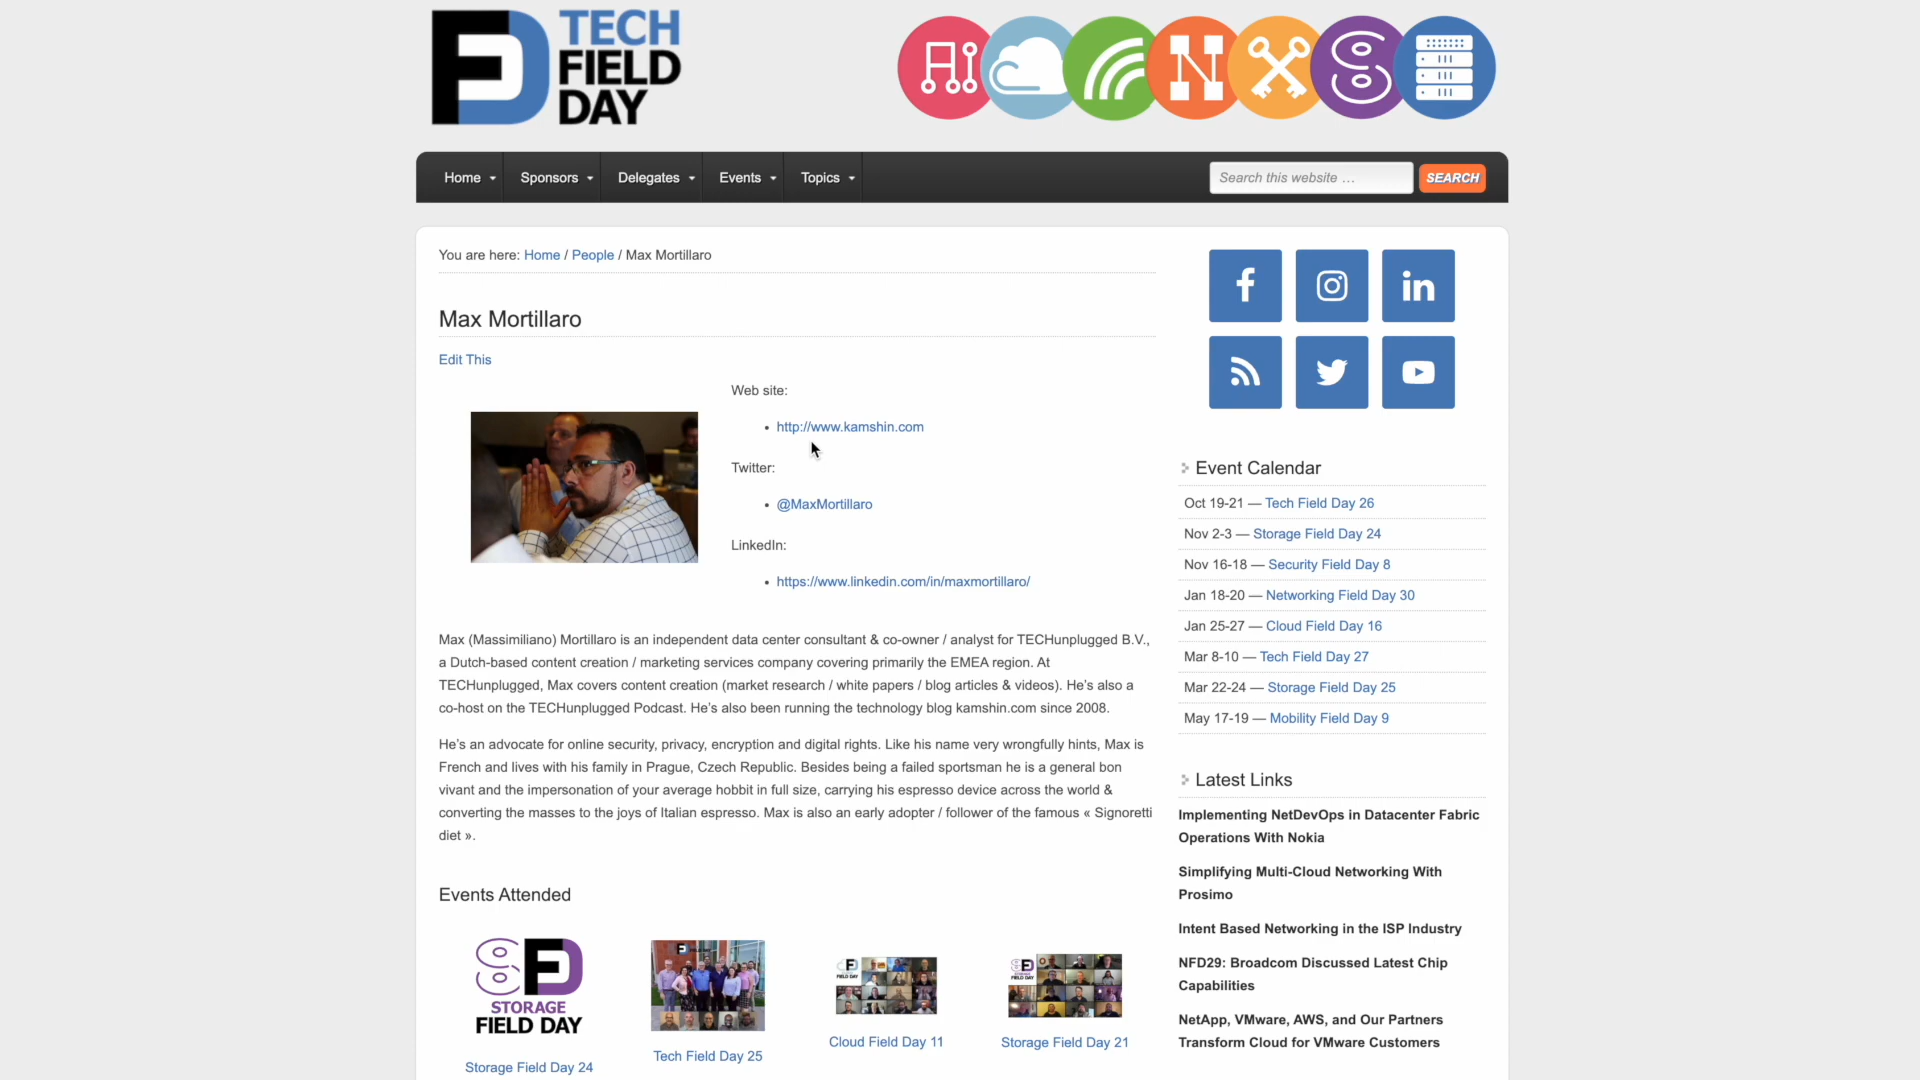 TECH
FIELD
DAY
Home
Sponsors
Delegates
Events
Topics
Search this website …
SEARCH
You are here: Home / People / Max Mortillaro
Max Mortillaro
Edit This
Web site:
• http://www.kamshin.com
Twitter:
• @MaxMortillaro
LinkedIn:
• https://www.linkedin.com/in/maxmortillaro/
Max (Massimiliano) Mortillaro is an independent data center consultant & co-owner / analyst for TECHunplugged B.V.,
a Dutch-based content creation / marketing services company covering primarily the EMEA region. At
TECHunplugged, Max covers content creation (market research / white papers / blog articles & videos). He's also a
co-host on the TECHunplugged Podcast. He's also been running the technology blog kamshin.com since 2008.
He's an advocate for online security, privacy, encryption and digital rights. Like his name very wrongfully hints, Max is
French and lives with his family in Prague, Czech Republic. Besides being a failed sportsman he is a general bon
vivant and the impersonation of your average hobbit in full size, carrying his espresso device across the world &
converting the masses to the joys of Italian espresso. Max is also an early adopter / follower of the famous « Signoretti
diet ».
Events Attended
STORAGE
FIELD DAY
Storage Field Day 24
Tech Field Day 25
Cloud Field Day 11
Storage Field Day 21
Event Calendar
Oct 19-21 — Tech Field Day 26
Nov 2-3 — Storage Field Day 24
Nov 16-18 — Security Field Day 8
Jan 18-20 — Networking Field Day 30
Jan 25-27 — Cloud Field Day 16
Mar 8-10 — Tech Field Day 27
Mar 22-24 — Storage Field Day 25
May 17-19 — Mobility Field Day 9
Latest Links
Implementing NetDevOps in Datacenter Fabric
Operations With Nokia
Simplifying Multi-Cloud Networking With
Prosimo
Intent Based Networking in the ISP Industry
NFD29: Broadcom Discussed Latest Chip
Capabilities
NetApp, VMware, AWS, and Our Partners
Transform Cloud for VMware Customers